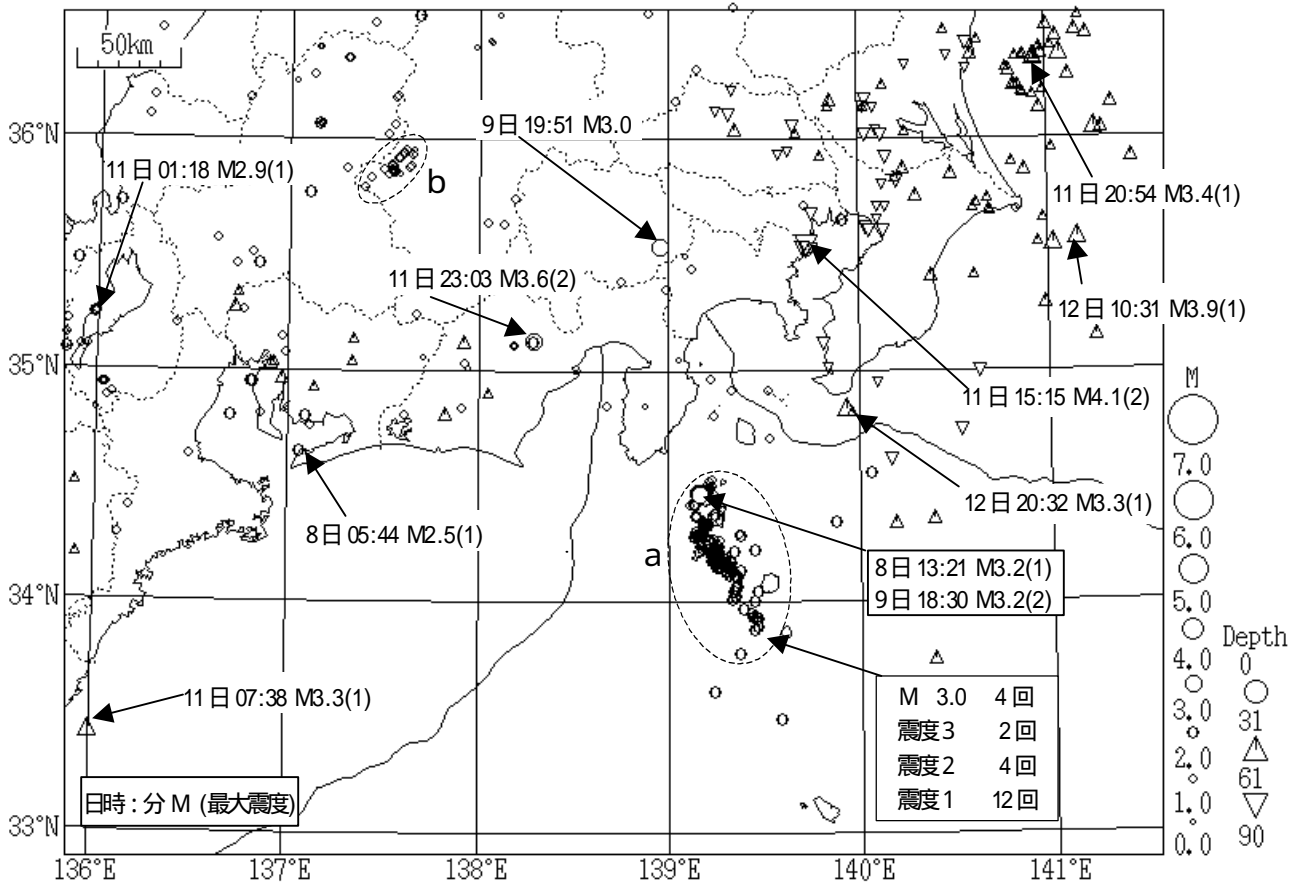 50km
36°N
35°N
34°N
33°N
136°E
137°E
138°E
139°E
140°E
141°E
11日 01:18 M2.9(1)
b
9日 19:51 M3.0
11日 23:03 M3.6(2)
11日 20:54 M3.4(1)
12日 10:31 M3.9(1)
11日 15:15 M4.1(2)
12日 20:32 M3.3(1)
8日 05:44 M2.5(1)
a
8日 13:21 M3.2(1)
9日 18:30 M3.2(2)
11日 07:38 M3.3(1)
M 3.0 4回
震度3 2回
震度2 4回
震度1 12回
日時:分 M (最大震度)
M
7.0
6.0
5.0
4.0
3.0
2.0
1.0
0.0
Depth
0
31
61
90